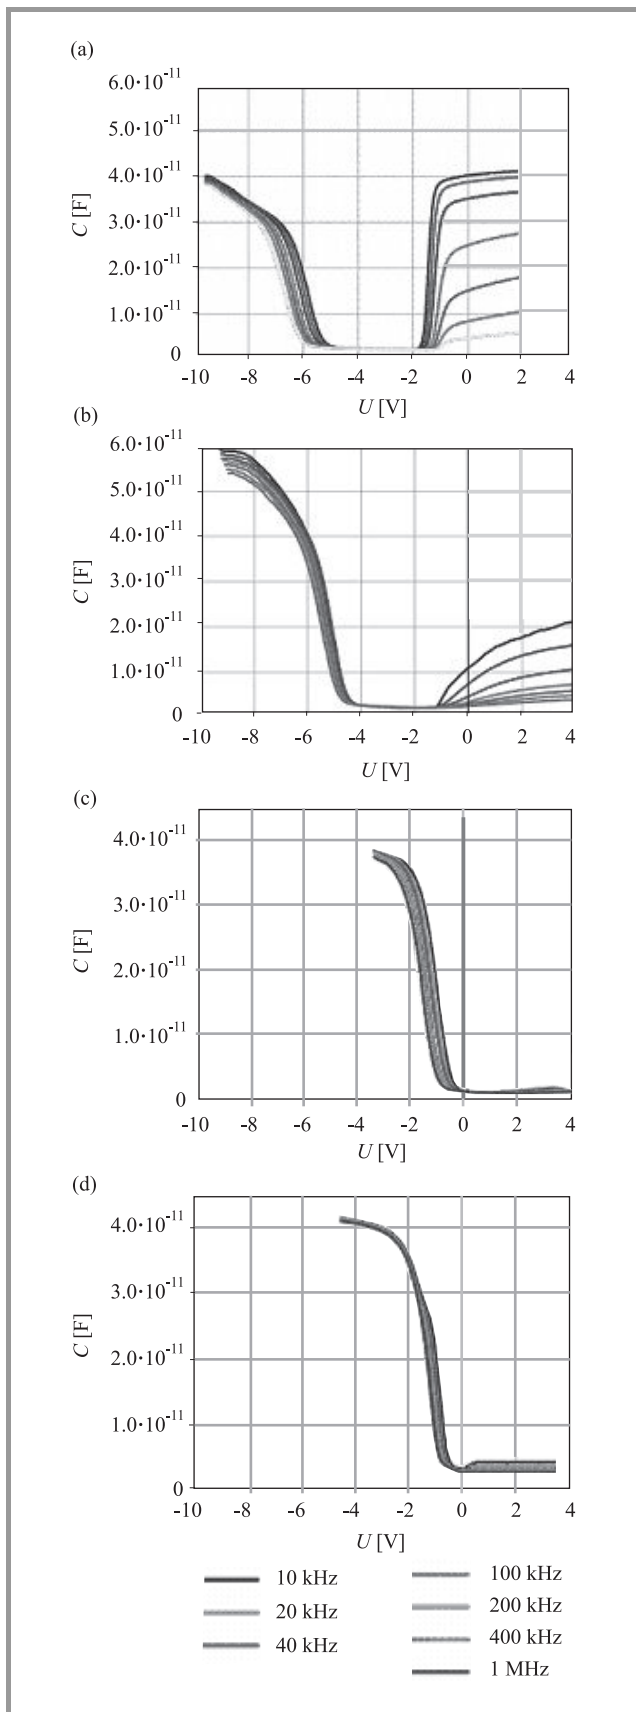 (a)
6.0·10⁻¹¹
5.0·10⁻¹¹
4.0·10⁻¹¹
3.0·10⁻¹¹
2.0·10⁻¹¹
1.0·10⁻¹¹
0
C [F]
-10 -8 -6 -4 -2 0 2 4
U [V]
(b)
6.0·10⁻¹¹
5.0·10⁻¹¹
4.0·10⁻¹¹
3.0·10⁻¹¹
2.0·10⁻¹¹
1.0·10⁻¹¹
0
C [F]
-10 -8 -6 -4 -2 0 2 4
U [V]
(c)
4.0·10⁻¹¹
3.0·10⁻¹¹
2.0·10⁻¹¹
1.0·10⁻¹¹
0
C [F]
-10 -8 -6 -4 -2 0 2 4
U [V]
(d)
4.0·10⁻¹¹
3.0·10⁻¹¹
2.0·10⁻¹¹
1.0·10⁻¹¹
0
C [F]
-10 -8 -6 -4 -2 0 2 4
U [V]
10 kHz
20 kHz
40 kHz
100 kHz
200 kHz
400 kHz
1 MHz